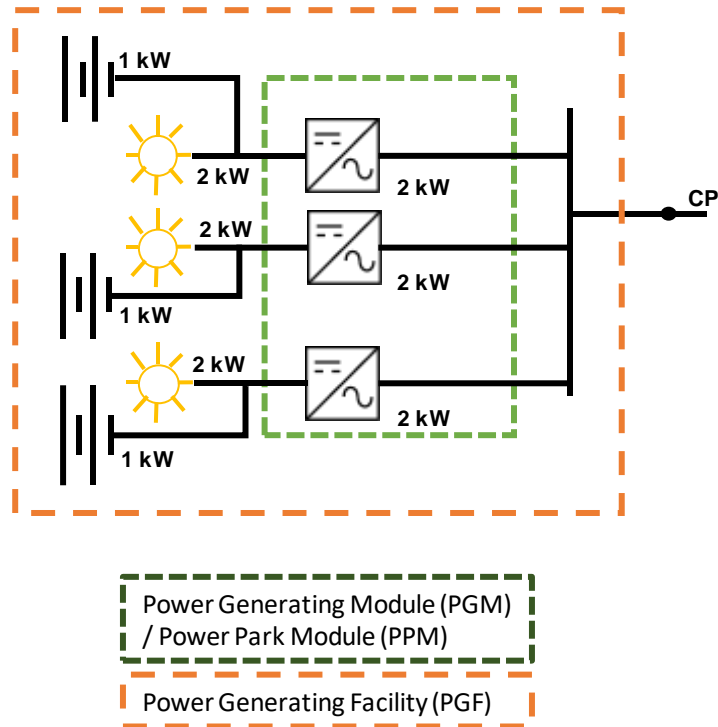 1 kW
2 kW
2 kW
CP
2 kW
2 kW
1 kW
2 kW
2 kW
1 kW
Power Generating Module (PGM)
/ Power Park Module (PPM)
Power Generating Facility (PGF)